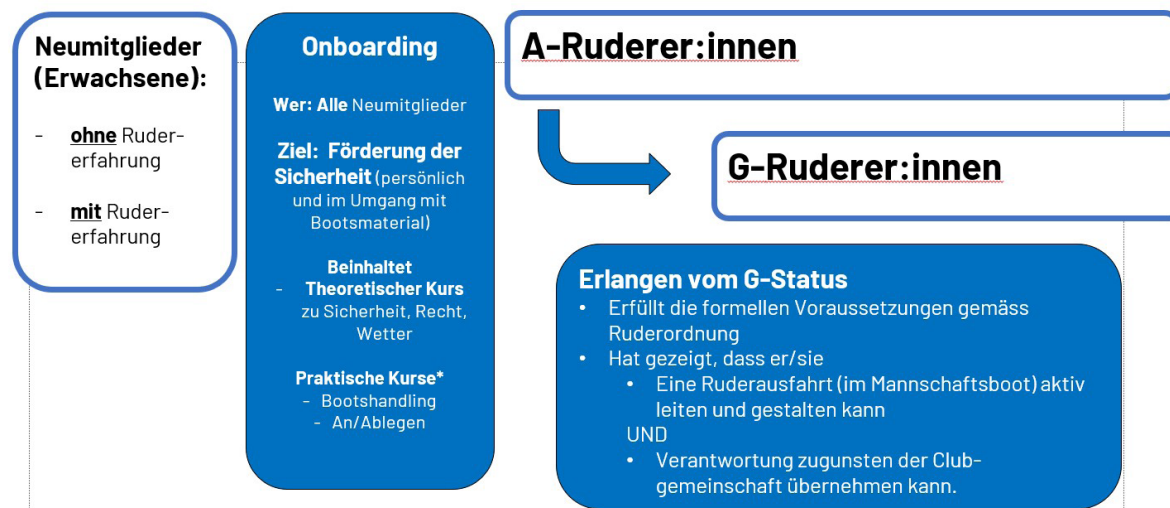 Neumitglieder
(Erwachsene):
- ohne Ruder-
erfahrung
- mit Ruder-
erfahrung
Onboarding
Wer: Alle Neumitglieder
Ziel: Förderung der
Sicherheit (persönlich
und im Umgang mit
Bootsmaterial)
Beinhaltet
- Theoretischer Kurs
zu Sicherheit, Recht,
Wetter
Praktische Kurse*
- Bootshandling
- An/Ablegen
A-Ruderer:innen
G-Ruderer:innen
Erlangen vom G-Status
• Erfüllt die formellen Voraussetzungen gemäss
Ruderordnung
• Hat gezeigt, dass er/sie
• Eine Ruderausfahrt (im Mannschaftsboot) aktiv
leiten und gestalten kann
UND
• Verantwortung zugunsten der Club-
gemeinschaft übernehmen kann.